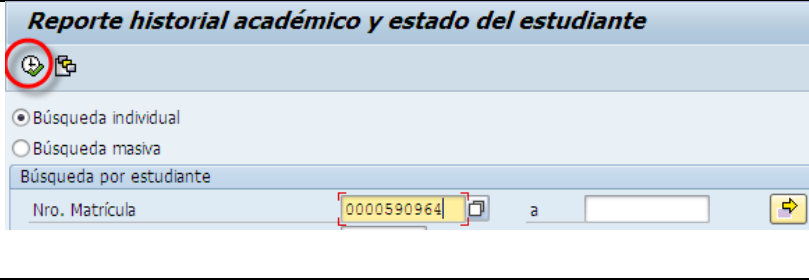 Reporte historial académico y estado del estudiante
Búsqueda individual
Búsqueda masiva
Búsqueda por estudiante
Nro. Matrícula 0000590964 a